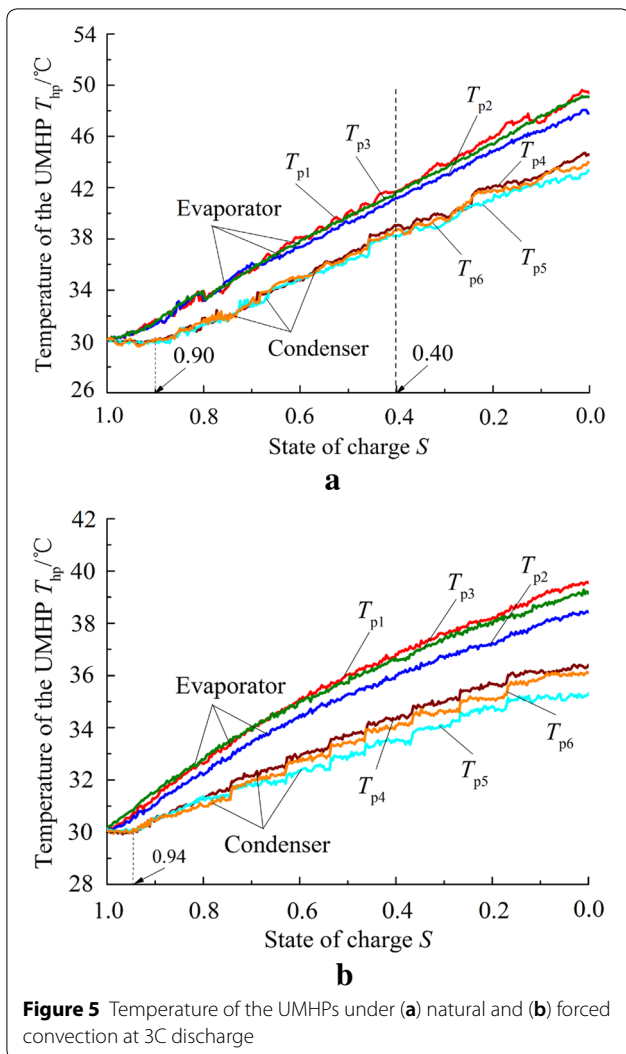 54
50
46
42
38
34
30
26
Temperature of the UMHP T_hp/℃
T_p1
T_p3
T_p2
T_p4
T_p6
T_p5
Evaporator
Condenser
0.90
0.40
1.0 0.8 0.6 0.4 0.2 0.0
State of charge S
a
42
40
38
36
34
32
30
28
Temperature of the UMHP T_hp/℃
T_p1
T_p3
T_p2
T_p4
T_p5
T_p6
Evaporator
Condenser
0.94
1.0 0.8 0.6 0.4 0.2 0.0
State of charge S
b
Figure 5 Temperature of the UMHPs under (a) natural and (b) forced
convection at 3C discharge